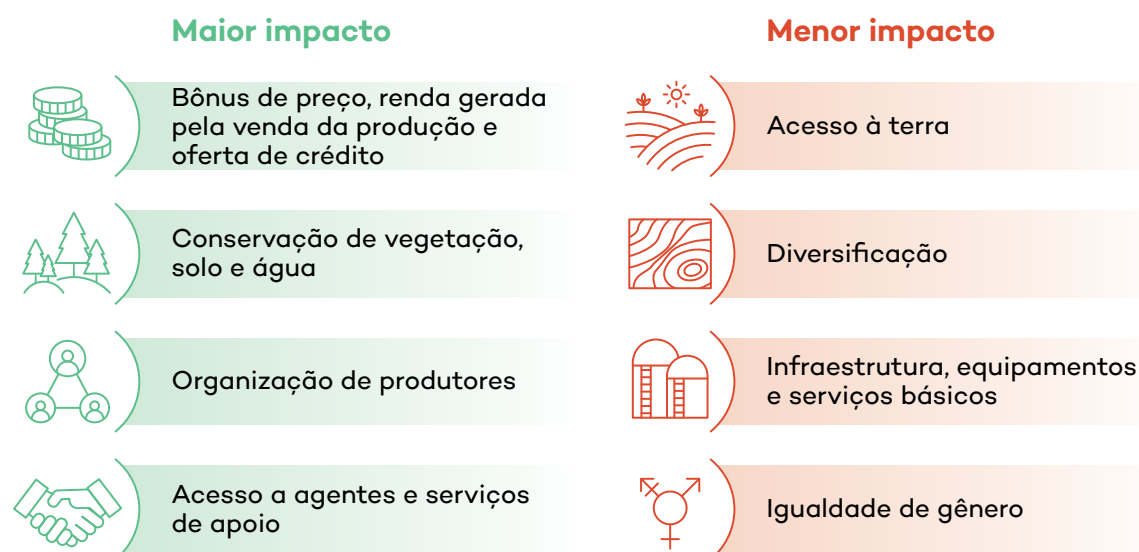 Maior impacto
Bônus de preço, renda gerada
pela venda da produção e
oferta de crédito
Conservação de vegetação,
solo e água
Organização de produtores
Acesso a agentes e serviços
de apoio
Menor impacto
Acesso à terra
Diversificação
Infraestrutura, equipamentos
e serviços básicos
Igualdade de gênero